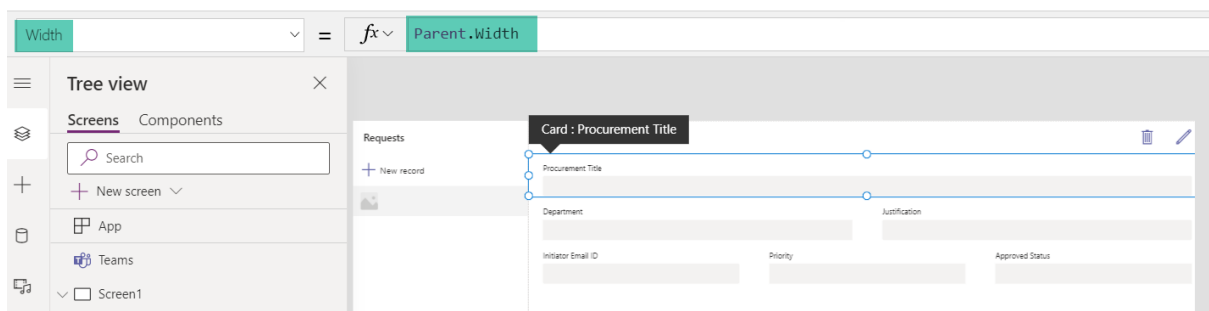 Width = fx Parent.Width
Tree view
Screens Components
Search
New screen
App
Teams
Screen1
Requests
New record
Card : Procurement Title
Procurement Title
Department Justification
Initiator Email ID Priority Approved Status